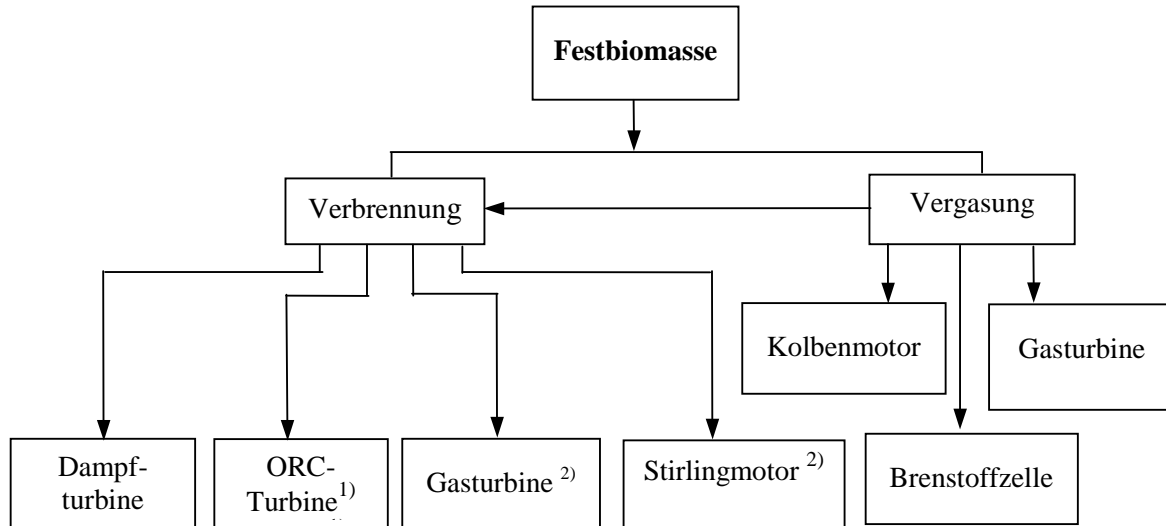 Festbiomasse
Verbrennung
Vergasung
Kolbenmotor
Gasturbine
Dampf-
turbine
ORC-
Turbine1)
Gasturbine 2)
Stirlingmotor 2)
Brenstoffzelle